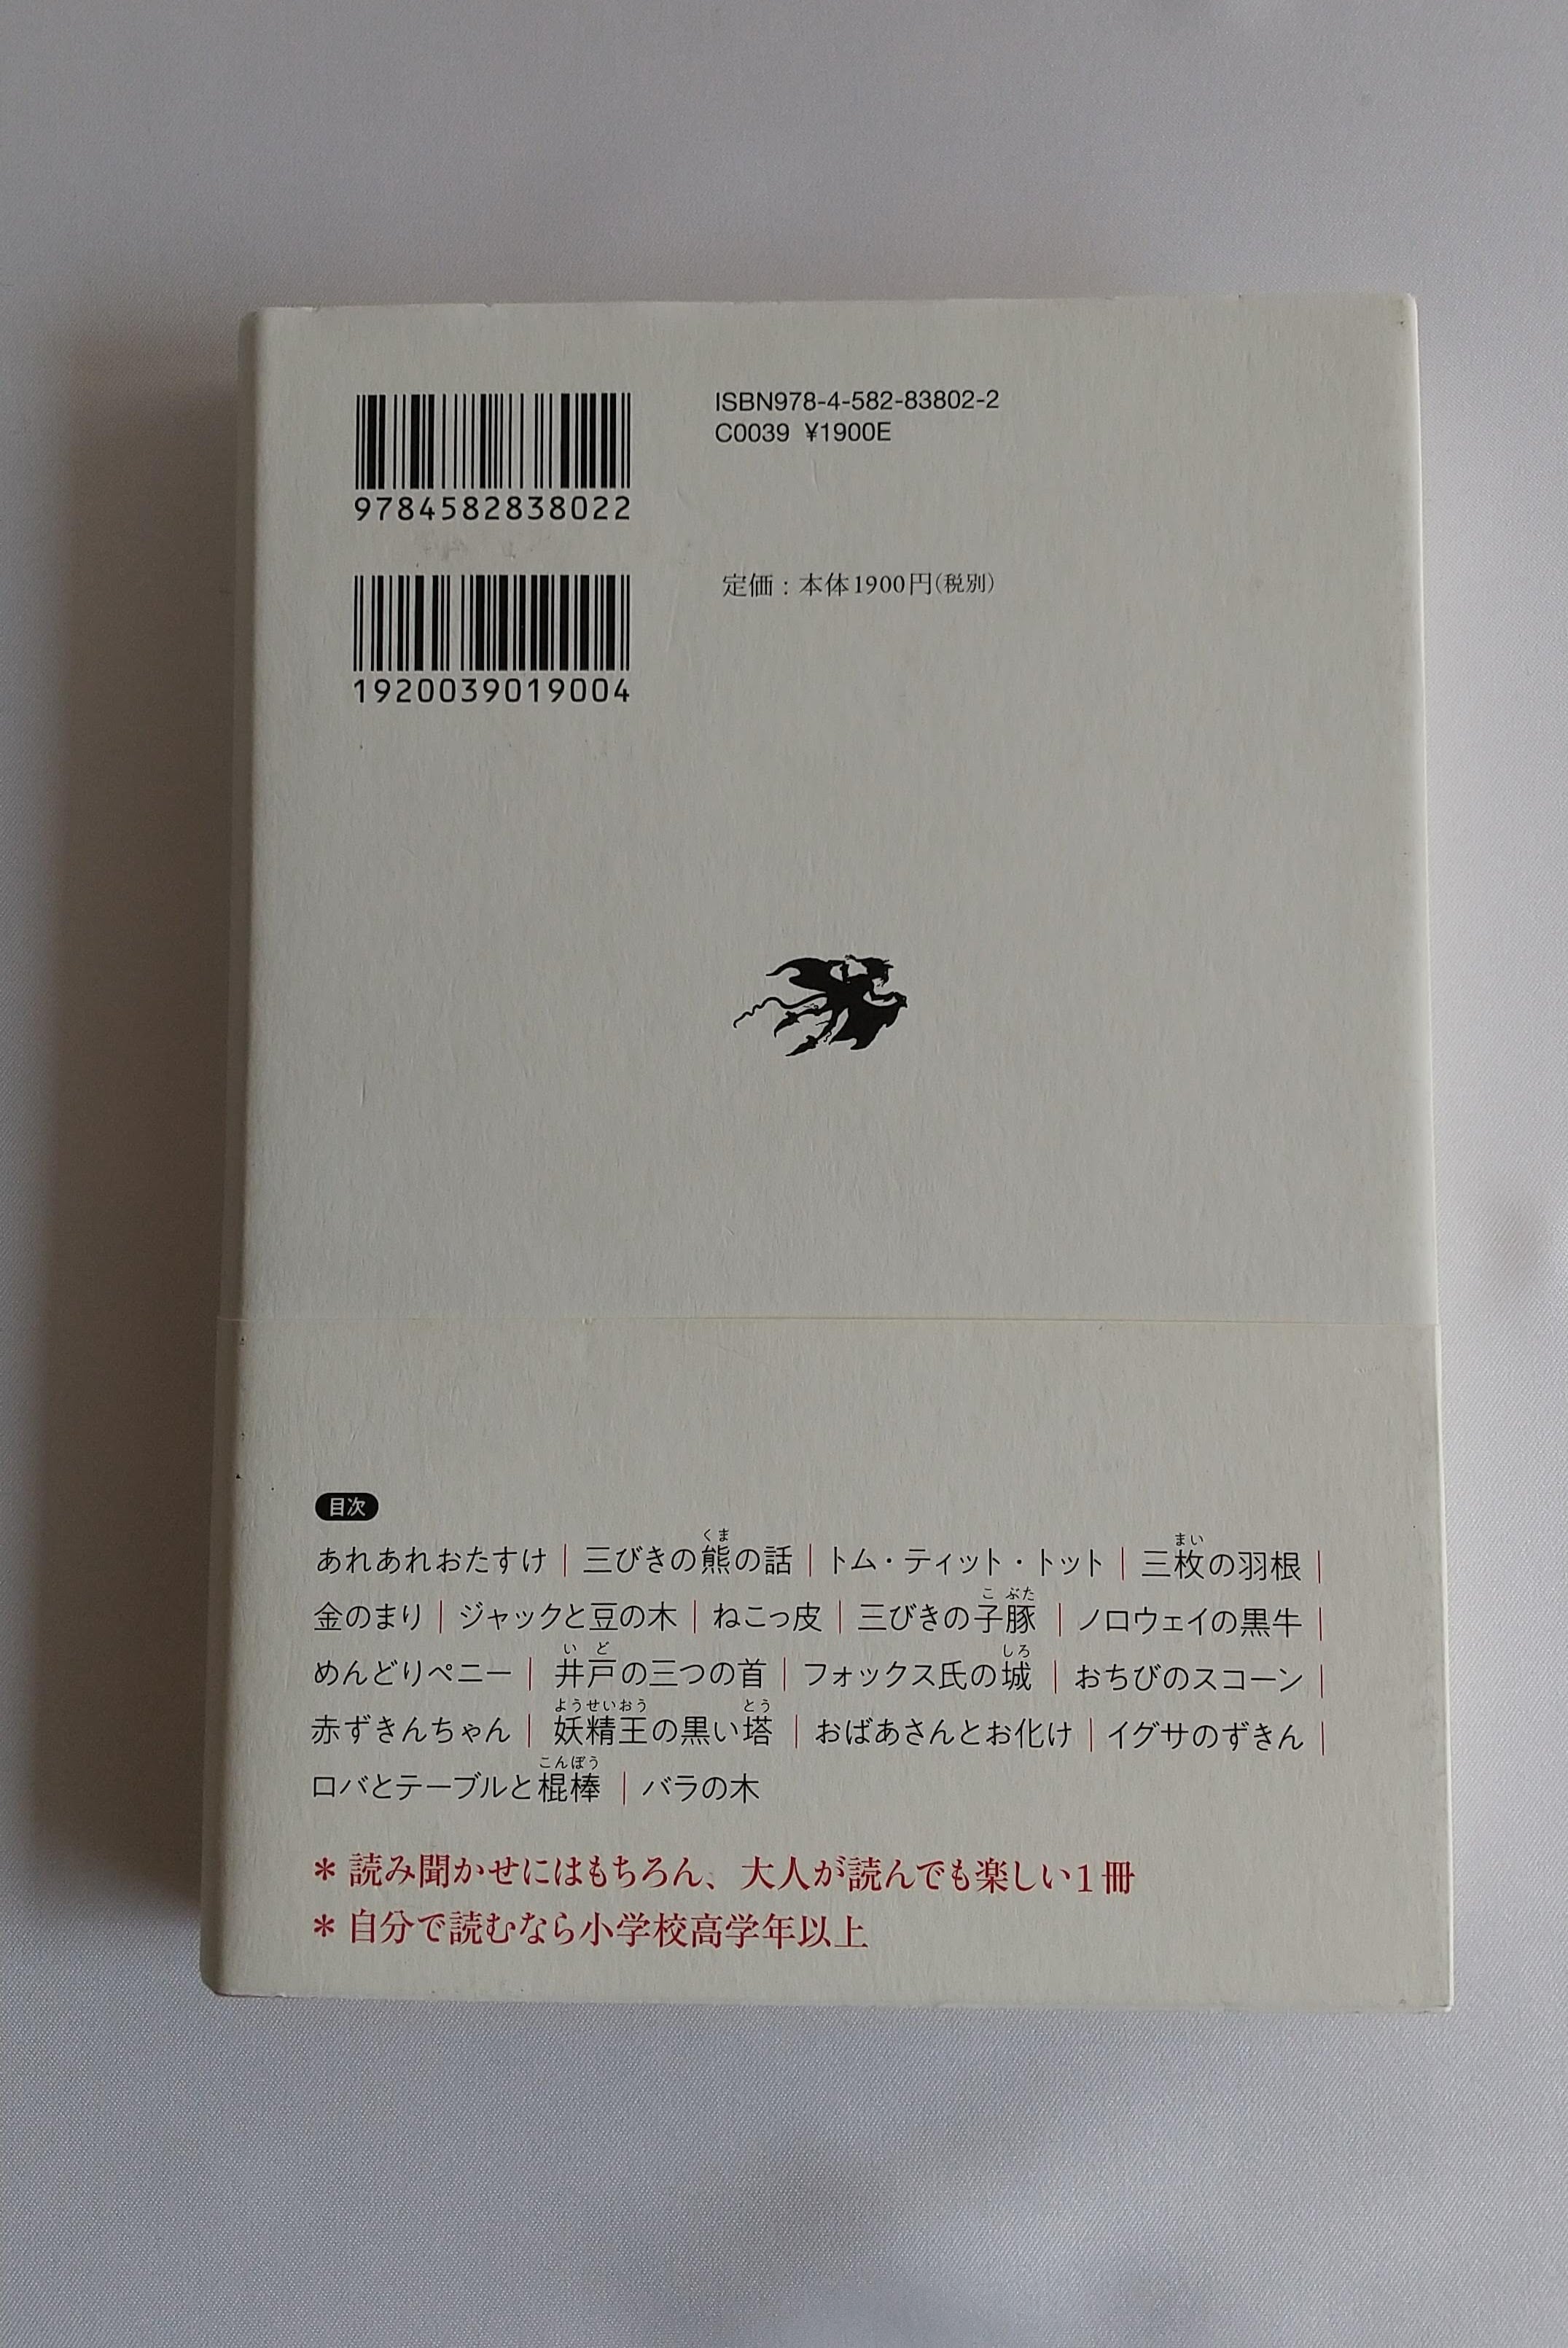 ISBN978-4-582-83802-2
C0039 ¥1900E
9784582838022
定価：本体1900円(税別)
1920039019004
目次
あれあれおたすけ｜三びきの熊の話｜トム・ティット・トット｜三枚の羽根｜
金のまり｜ジャックと豆の木｜ねこっ皮｜三びきの子豚｜ノロウェイの黒牛｜
めんどりペニー｜井戸の三つの首｜フォックス氏の城｜おちびのスコーン｜
赤ずきんちゃん｜妖精王の黒い塔｜おばあさんとお化け｜イグサのずきん｜
ロバとテーブルと棍棒｜バラの木
＊読み聞かせにはもちろん、大人が読んでも楽しい1冊
＊自分で読むなら小学校高学年以上